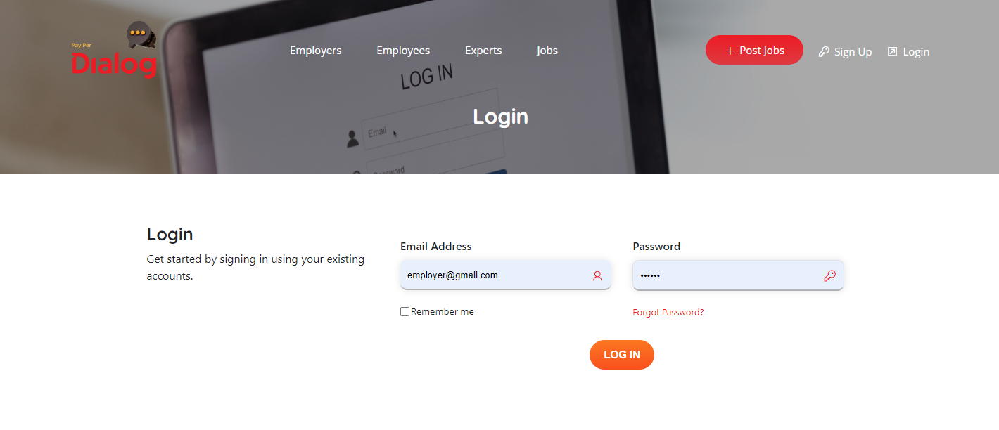 Pay Per
Dialog
Employers
Employees
Experts
Jobs
+ Post Jobs
Sign Up
Login
LOG IN
Email
Password
Login
Login
Get started by signing in using your existing
accounts.
Email Address
employer@gmail.com
Remember me
Password
••••••
Forgot Password?
LOG IN